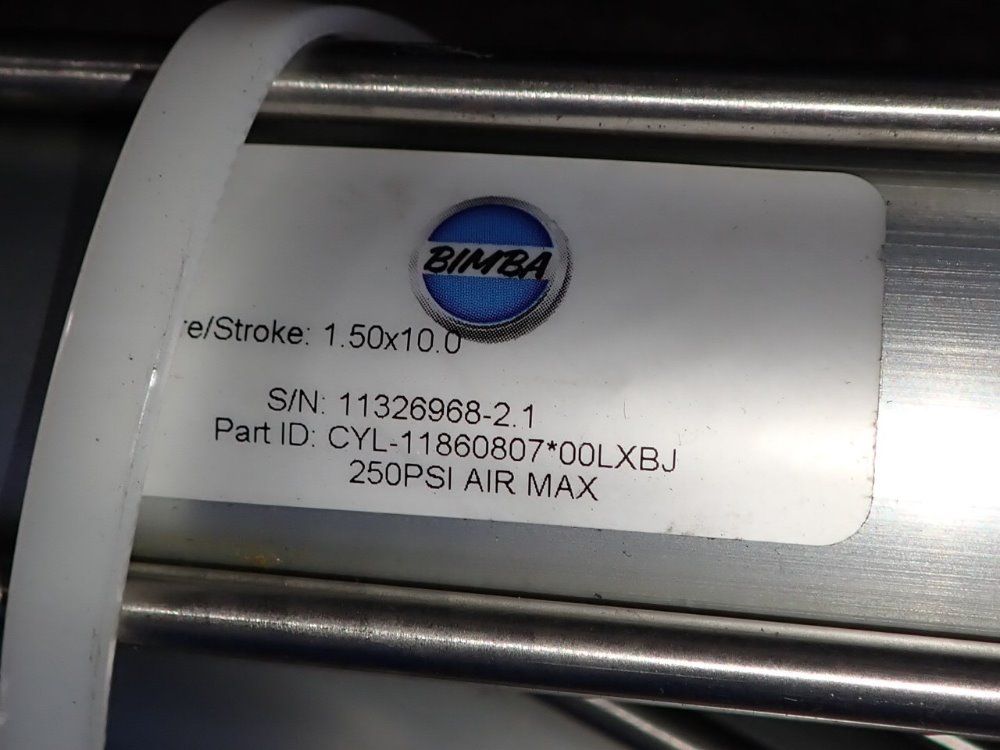 BIMBA
re/Stroke: 1.50x10.0
S/N: 11326968-2.1
Part ID: CYL-11860807*00LXBJ
250PSI AIR MAX